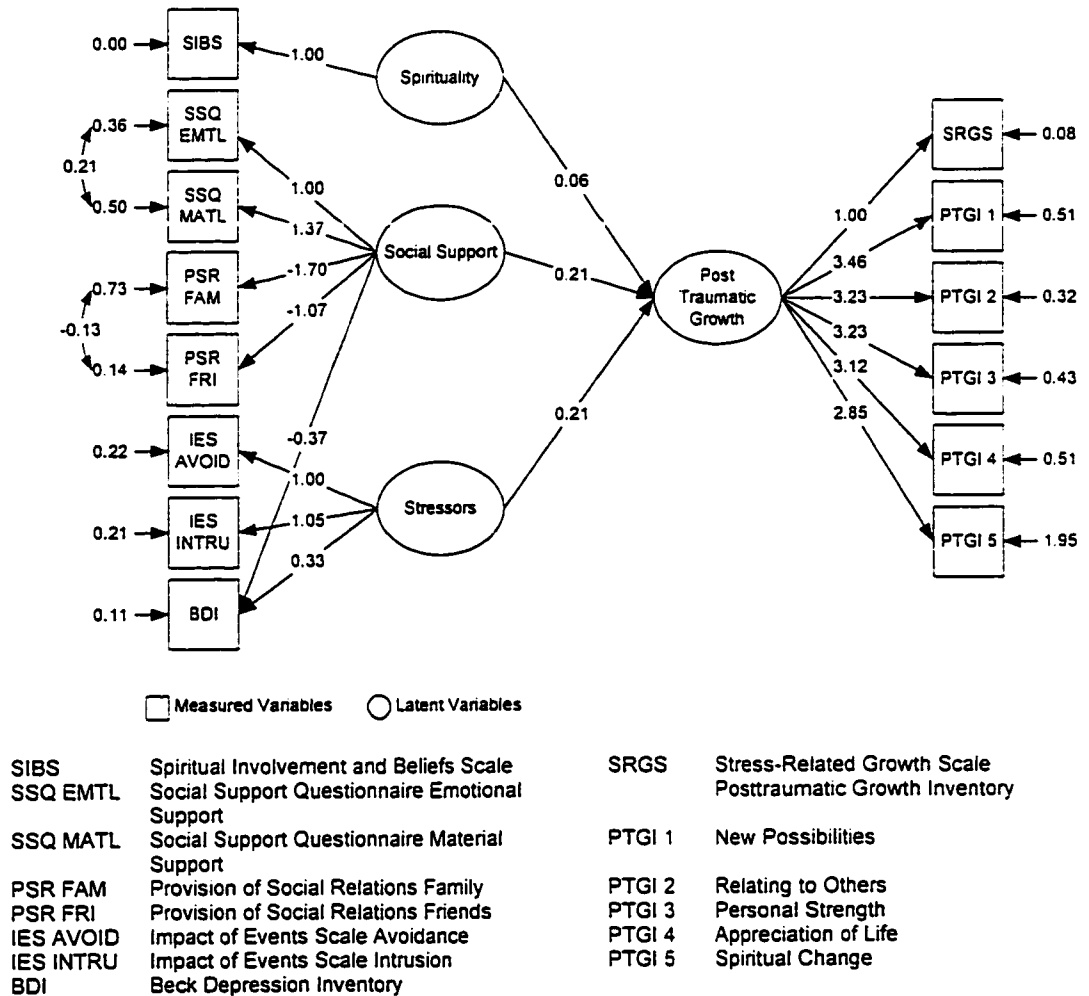 0.00
SIBS
1.00
Spirituality
SSQ
EMTL
0.36
0.21
SSQ
MATL
0.50
1.00
1.37
Social Support
PSR
FAM
0.73
-1.70
-0.13
PSR
FRI
0.14
-1.07
-0.37
IES
AVOID
0.22
1.00
IES
INTRU
0.21
1.05
Stressors
0.33
BDI
0.11
0.06
0.21
0.21
Post
Traumatic
Growth
SRGS
0.08
1.00
PTGI 1
0.51
3.46
PTGI 2
0.32
3.23
PTGI 3
0.43
3.23
PTGI 4
0.51
3.12
PTGI 5
1.95
2.85
Measured Variables
Latent Variables
SIBS Spiritual Involvement and Beliefs Scale
SSQ EMTL Social Support Questionnaire Emotional
Support
SSQ MATL Social Support Questionnaire Material
Support
PSR FAM Provision of Social Relations Family
PSR FRI Provision of Social Relations Friends
IES AVOID Impact of Events Scale Avoidance
IES INTRU Impact of Events Scale Intrusion
BDI Beck Depression Inventory
SRGS Stress-Related Growth Scale
Posttraumatic Growth Inventory
PTGI 1 New Possibilities
PTGI 2 Relating to Others
PTGI 3 Personal Strength
PTGI 4 Appreciation of Life
PTGI 5 Spiritual Change